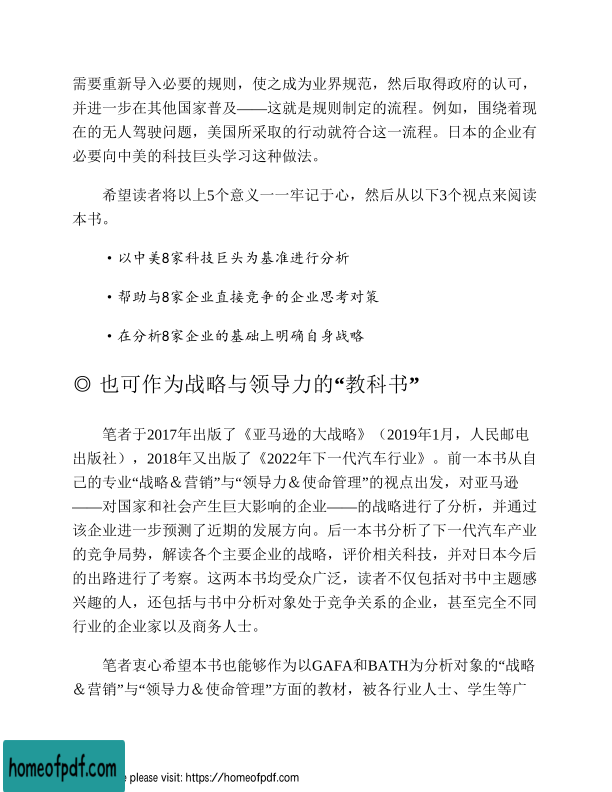 需要重新导入必要的规则，使之成为业界规范，然后取得政府的认可，
并进一步在其他国家普及——这就是规则制定的流程。例如，围绕着现
在的无人驾驶问题，美国所采取的行动就符合这一流程。日本的企业有
必要向中美的科技巨头学习这种做法。
希望读者将以上5个意义一一牢记于心，然后从以下3个视点来阅读
本书。
•以中美8家科技巨头为基准进行分析
•帮助与8家企业直接竞争的企业思考对策
•在分析8家企业的基础上明确自身战略
◎ 也可作为战略与领导力的“教科书”
笔者于2017年出版了《亚马逊的大战略》（2019年1月，人民邮电
出版社），2018年又出版了《2022年下一代汽车行业》。前一本书从自
己的专业“战略＆营销”与“领导力＆使命管理”的视点出发，对亚马逊
——对国家和社会产生巨大影响的企业——的战略进行了分析，并通过
该企业进一步预测了近期的发展方向。后一本书分析了下一代汽车产业
的竞争局势，解读各个主要企业的战略，评价相关科技，并对日本今后
的出路进行了考察。这两本书均受众广泛，读者不仅包括对书中主题感
兴趣的人，还包括与书中分析对象处于竞争关系的企业，甚至完全不同
行业的企业家以及商务人士。
笔者衷心希望本书也能够作为以GAFA和BATH为分析对象的“战略
＆营销”与“领导力＆使命管理”方面的教材，被各行业人士、学生等广
homeofpdf.com
e please visit: https://homeofpdf.com